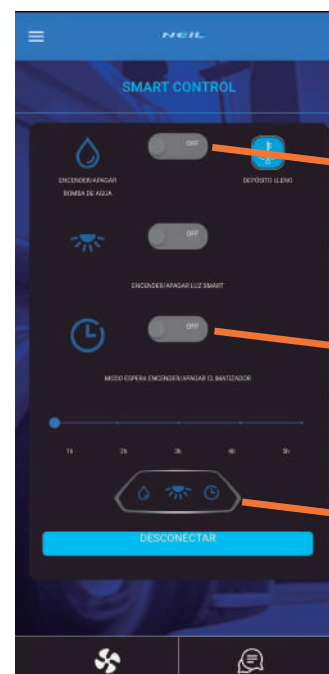 NEIL
SMART CONTROL
OFF
ENCENDER/APAGAR
BOMBA DE AGUA
DEPÓSITO LLENO
OFF
ENCENDER/APAGAR LUZ SMART
OFF
MODO ESPERA ENCENDER/APAGAR CLIMATIZADOR
1h 2h 3h 4h 5h
DESCONECTAR